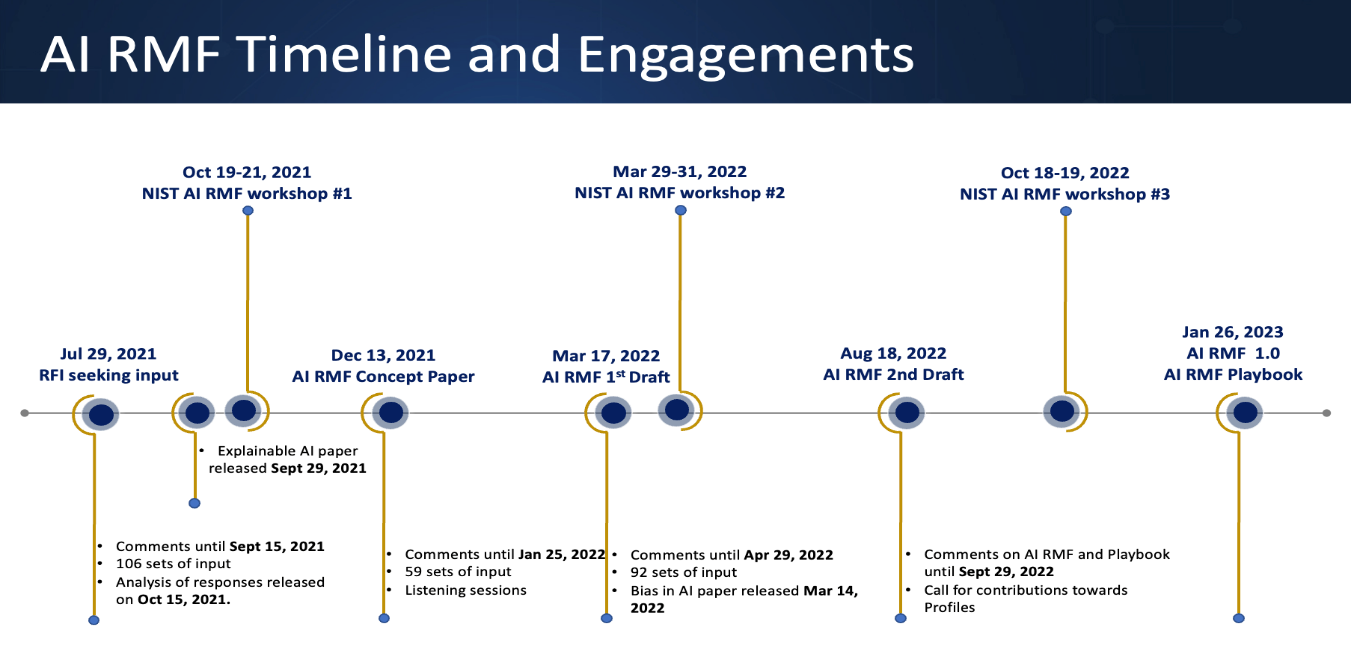 AI RMF Timeline and Engagements
Oct 19-21, 2021
NIST AI RMF workshop #1
Mar 29-31, 2022
NIST AI RMF workshop #2
Oct 18-19, 2022
NIST AI RMF workshop #3
Jul 29, 2021
RFI seeking input
Dec 13, 2021
AI RMF Concept Paper
Mar 17, 2022
AI RMF 1st Draft
Aug 18, 2022
AI RMF 2nd Draft
Jan 26, 2023
AI RMF 1.0
AI RMF Playbook
• Explainable AI paper
released Sept 29, 2021
• Comments until Sept 15, 2021
• 106 sets of input
• Analysis of responses released
on Oct 15, 2021.
• Comments until Jan 25, 2022
• 59 sets of input
• Listening sessions
• Comments until Apr 29, 2022
• 92 sets of input
• Bias in AI paper released Mar 14,
2022
• Comments on AI RMF and Playbook
until Sept 29, 2022
• Call for contributions towards
Profiles